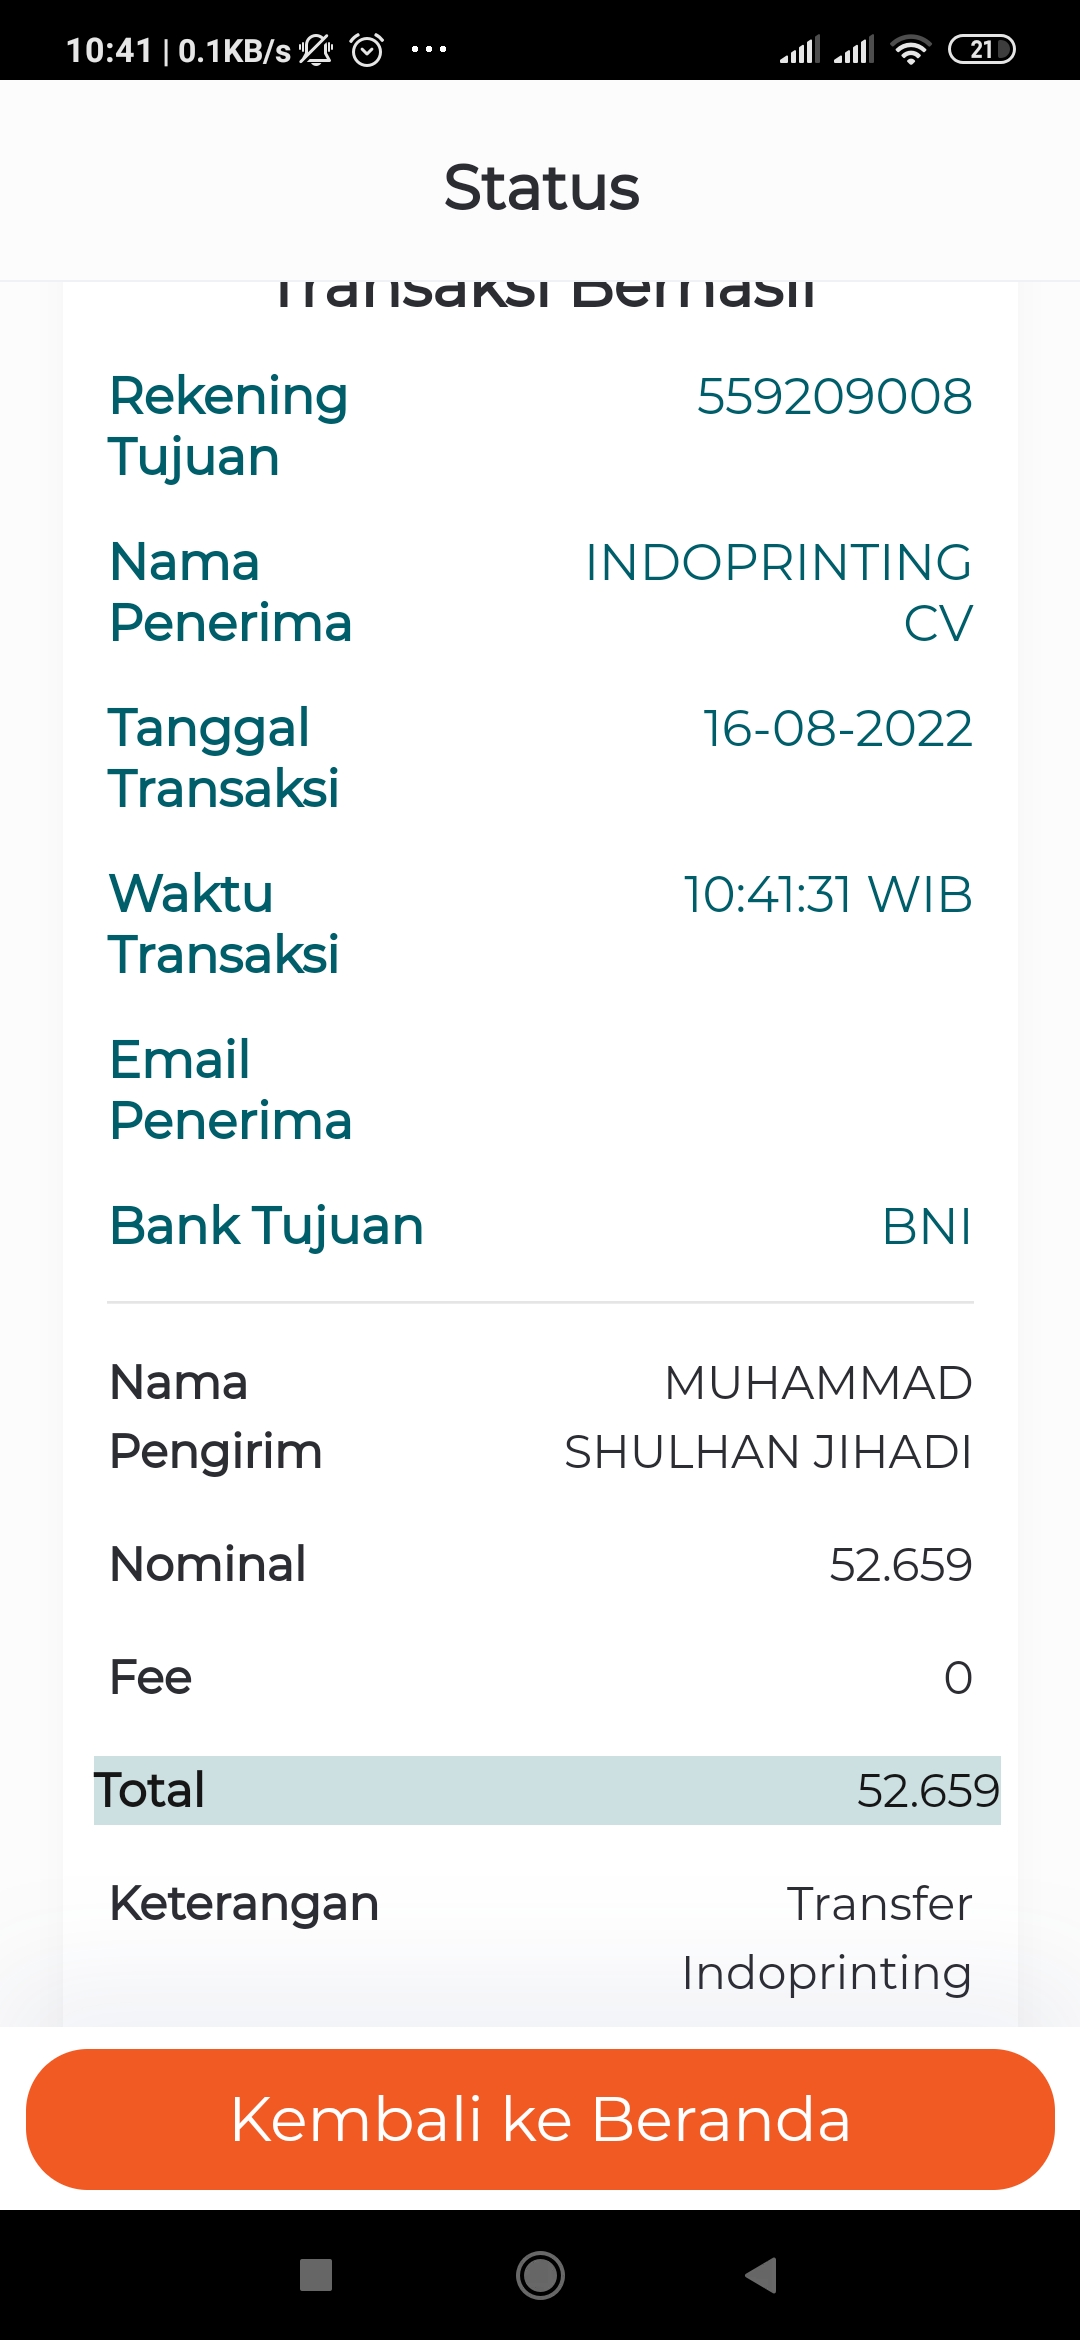 10:41 | 0.1KB/s ... 21
Status
Transaksi Berhasil
Rekening Tujuan 559209008
Nama Penerima INDOPRINTING CV
Tanggal Transaksi 16-08-2022
Waktu Transaksi 10:41:31 WIB
Email Penerima
Bank Tujuan BNI
Nama Pengirim MUHAMMAD SHULHAN JIHADI
Nominal 52.659
Fee 0
Total 52.659
Keterangan Transfer Indoprinting
Kembali ke Beranda